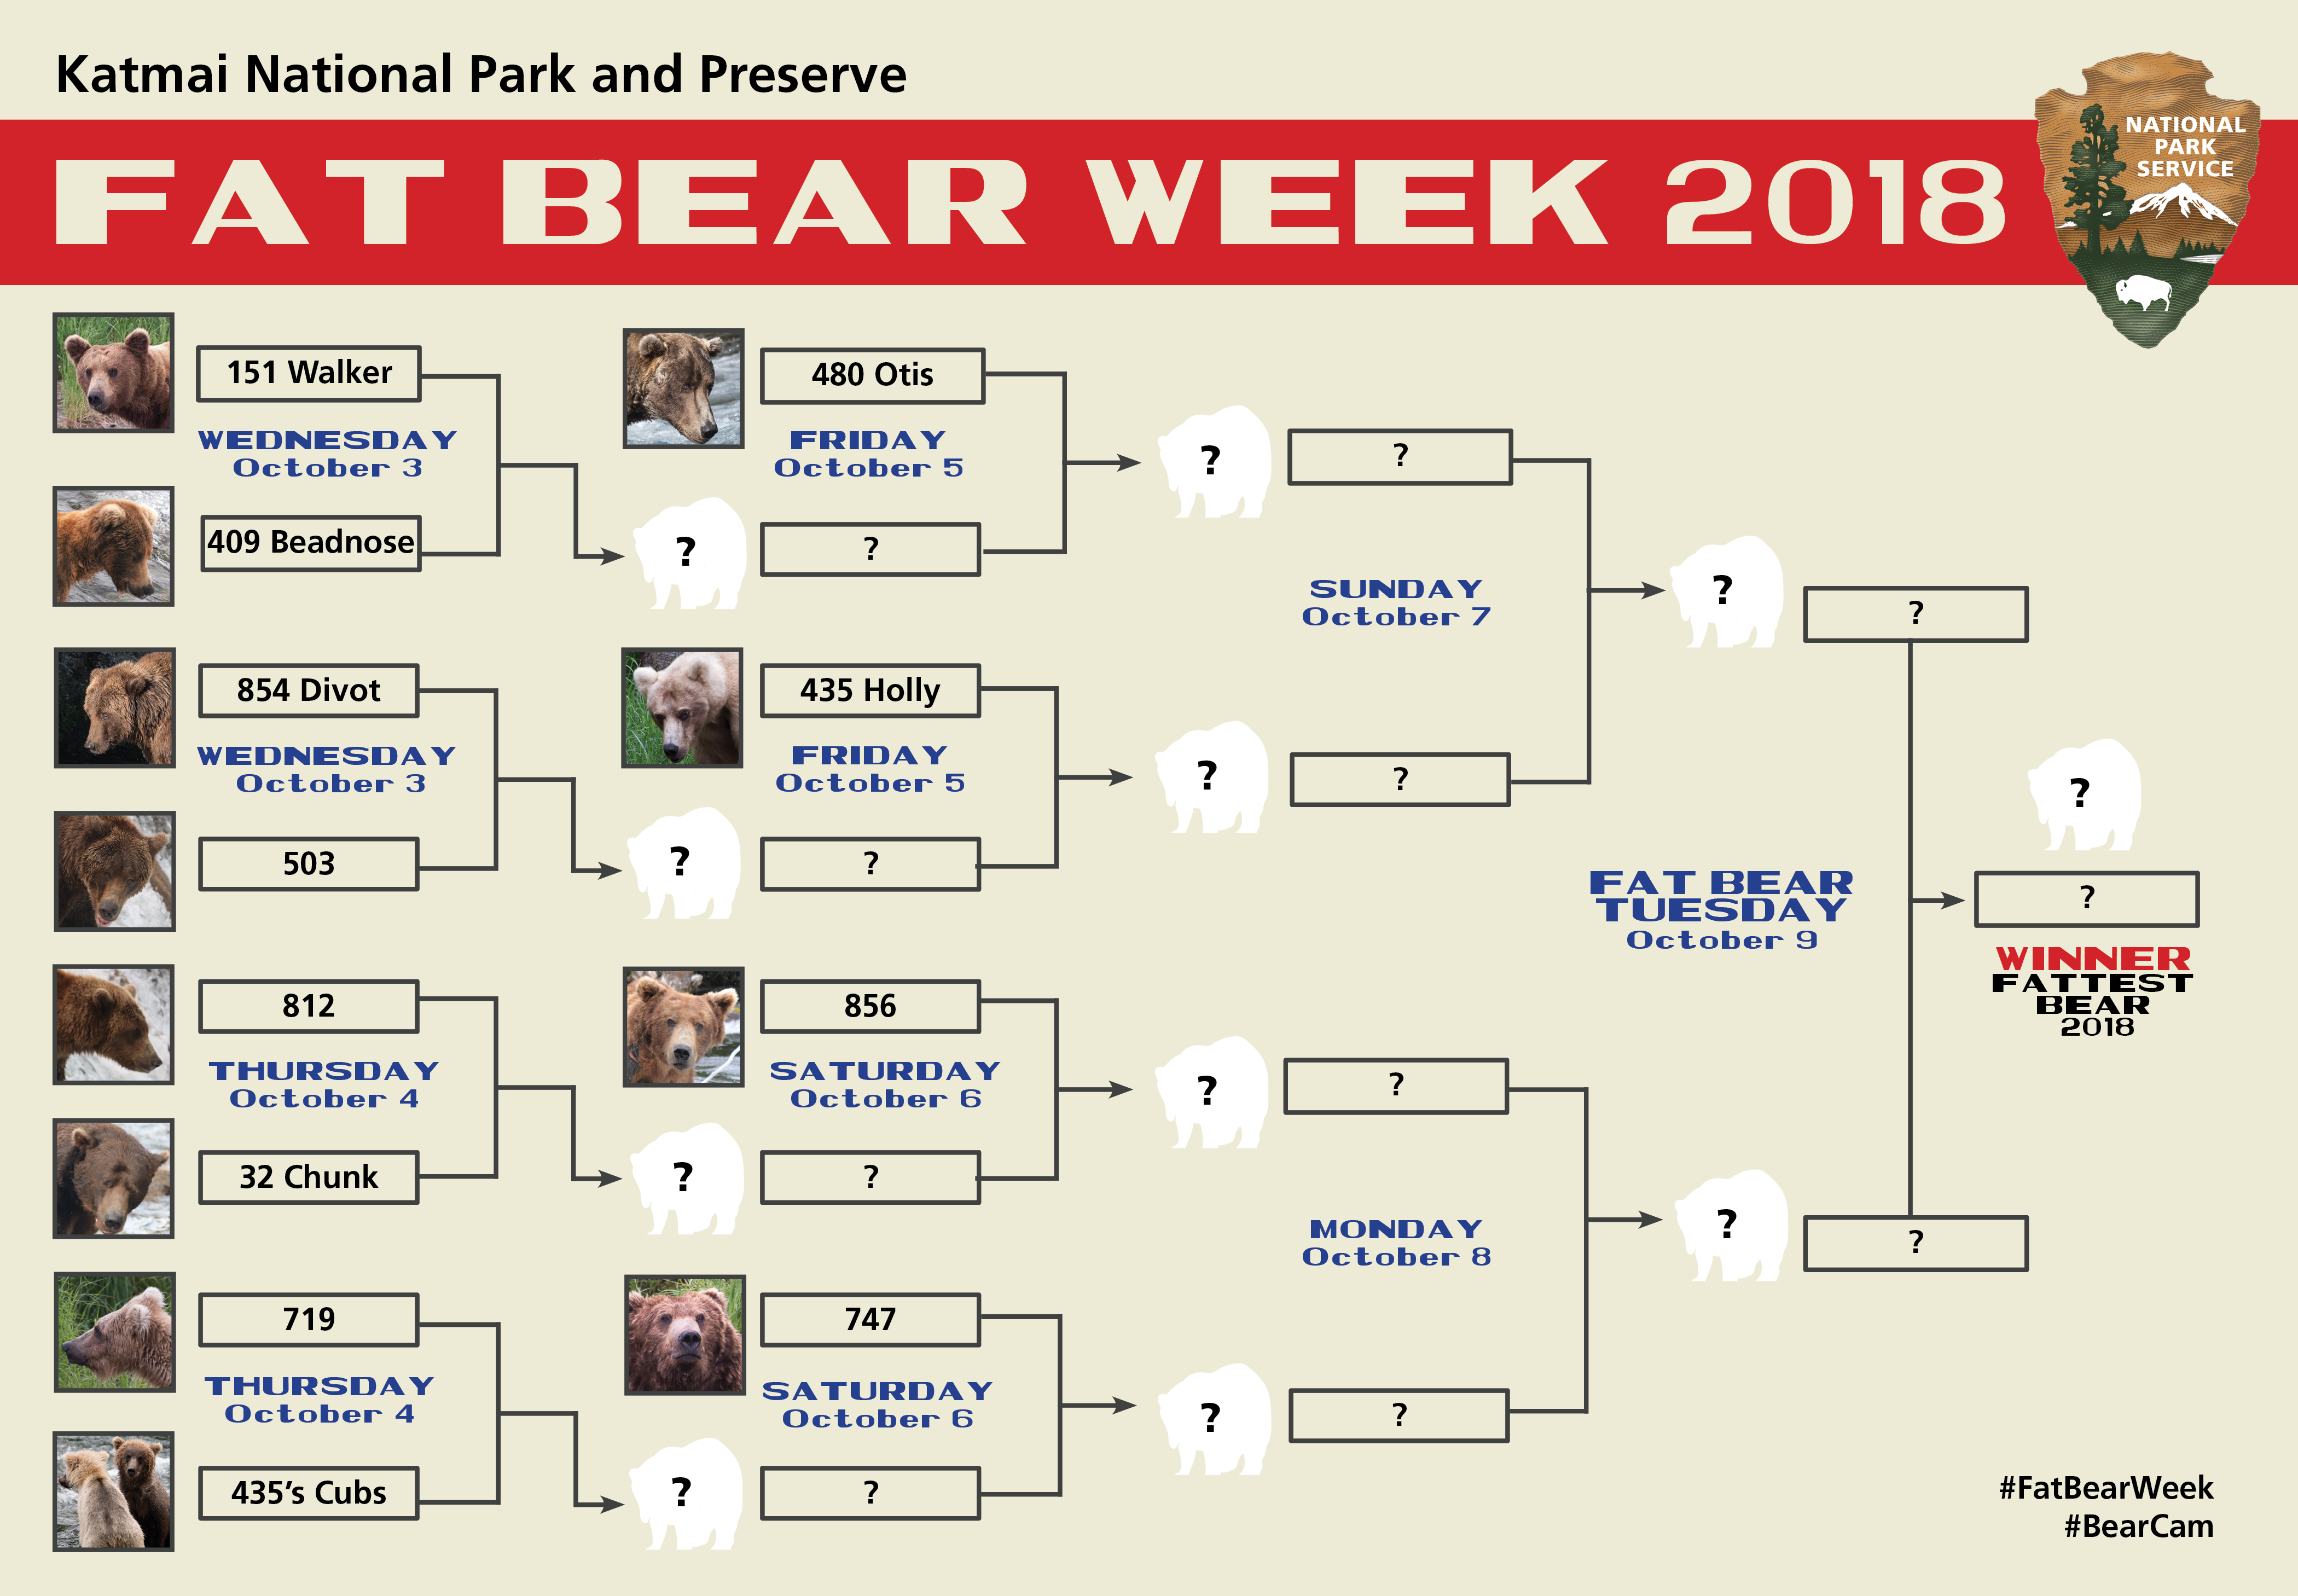 Katmai National Park and Preserve
FAT BEAR WEEK 2018
NATIONAL
PARK
SERVICE
151 Walker
WEDNESDAY
October 3
409 Beadnose
854 Divot
WEDNESDAY
October 3
503
812
THURSDAY
October 4
32 Chunk
719
THURSDAY
October 4
435's Cubs
480 Otis
FRIDAY
October 5
?
?
435 Holly
FRIDAY
October 5
?
?
856
SATURDAY
October 6
?
?
747
SATURDAY
October 6
?
?
?
?
SUNDAY
October 7
?
?
?
?
MONDAY
October 8
?
?
?
?
FAT BEAR
TUESDAY
October 9
?
?
?
?
WINNER
FATTEST
BEAR
2018
#FatBearWeek
#BearCam